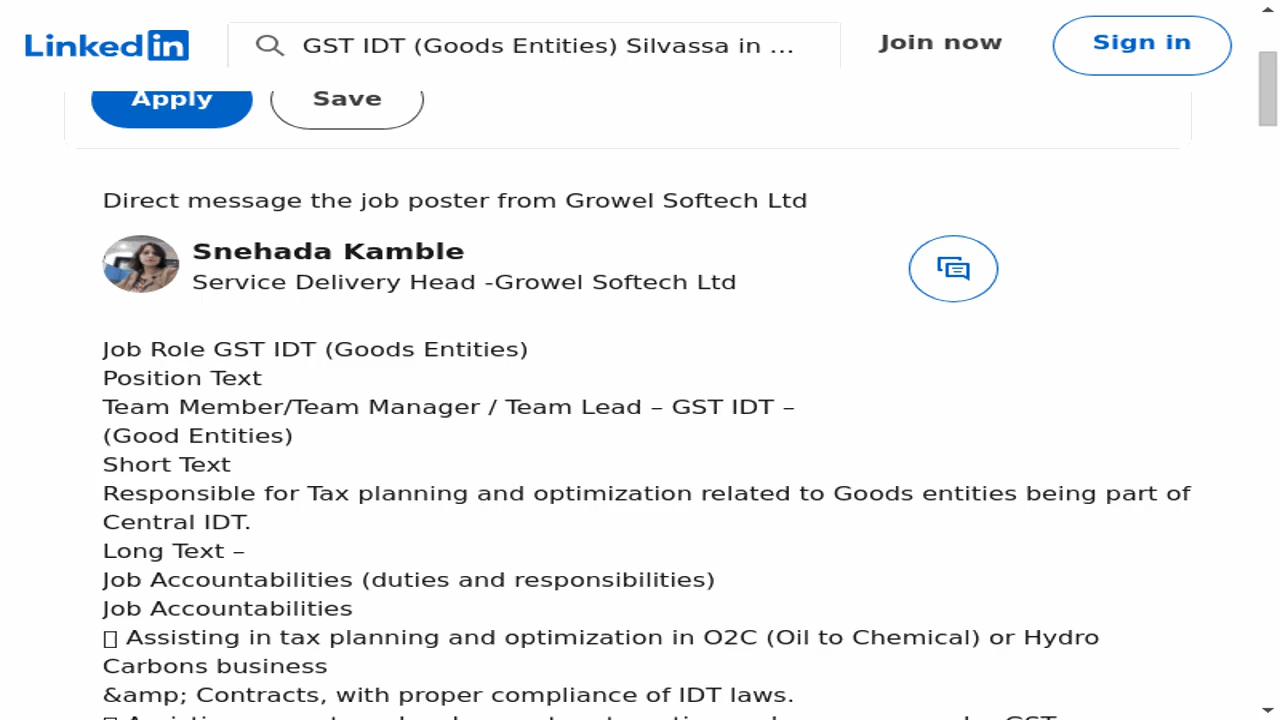 Linked in
GST IDT (Goods Entities) Silvassa in ...
Join now
Sign in
Apply
Save
Direct message the job poster from Growel Softech Ltd
Snehada Kamble
Service Delivery Head -Growel Softech Ltd
Job Role GST IDT (Goods Entities)
Position Text
Team Member/Team Manager / Team Lead – GST IDT –
(Good Entities)
Short Text
Responsible for Tax planning and optimization related to Goods entities being part of
Central IDT.
Long Text –
Job Accountabilities (duties and responsibilities)
Job Accountabilities
 Assisting in tax planning and optimization in O2C (Oil to Chemical) or Hydro
Carbons business
&amp; Contracts, with proper compliance of IDT laws.